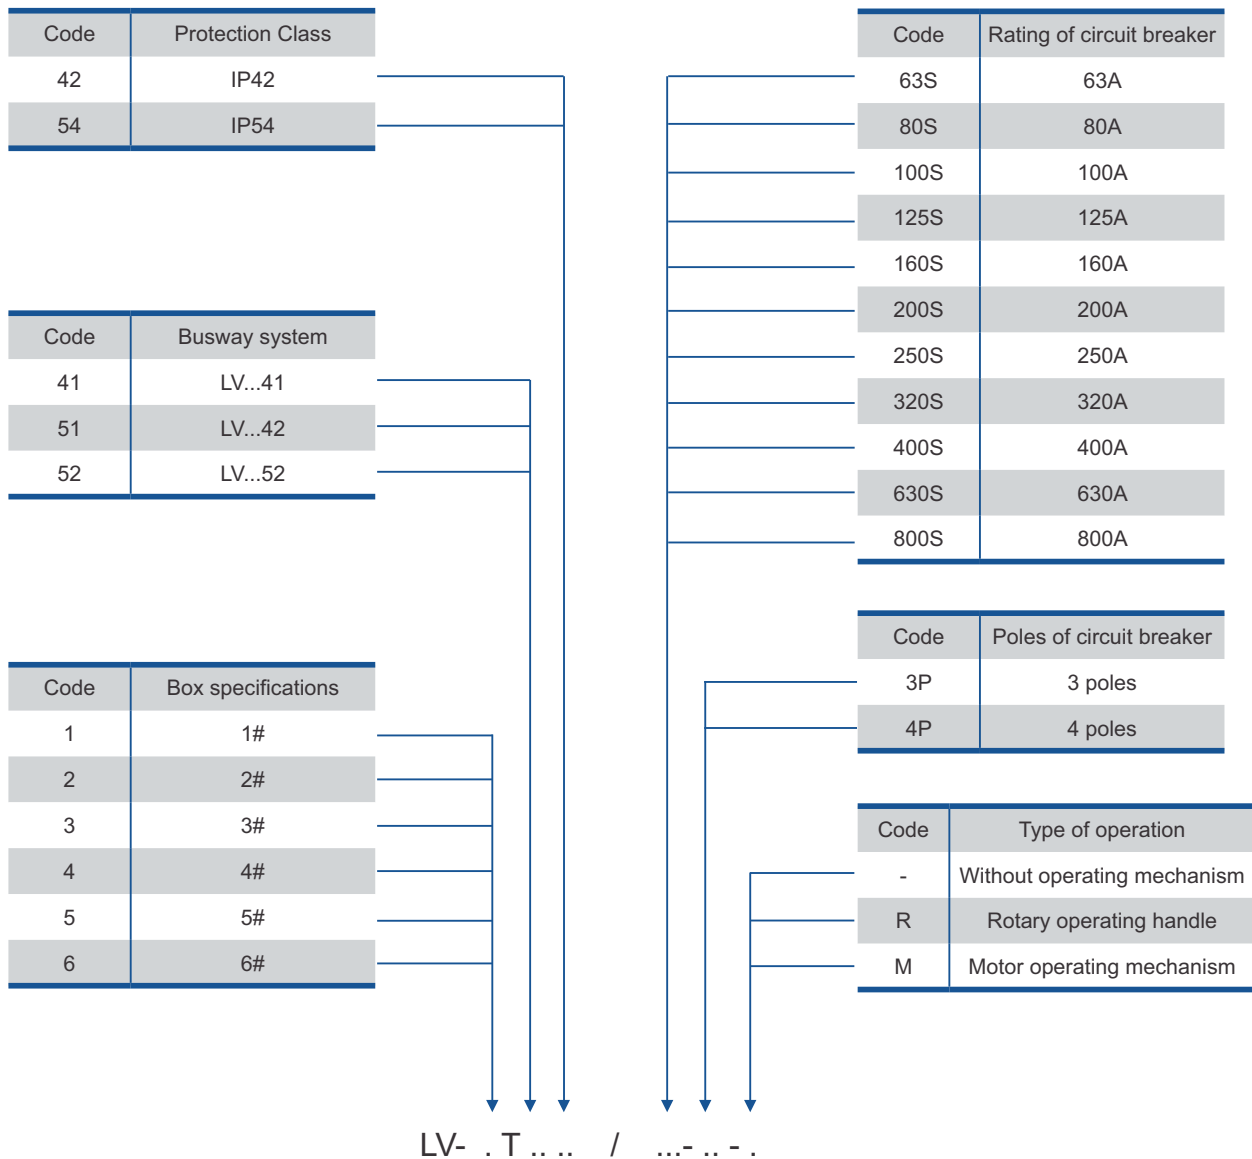 Code Protection Class
42 IP42
54 IP54
Code Busway system
41 LV...41
51 LV...42
52 LV...52
Code Box specifications
1 1#
2 2#
3 3#
4 4#
5 5#
6 6#
Code Rating of circuit breaker
63S 63A
80S 80A
100S 100A
125S 125A
160S 160A
200S 200A
250S 250A
320S 320A
400S 400A
630S 630A
800S 800A
Code Poles of circuit breaker
3P 3 poles
4P 4 poles
Code Type of operation
- Without operating mechanism
R Rotary operating handle
M Motor operating mechanism
LV- . T .. .. / ...- .. - .